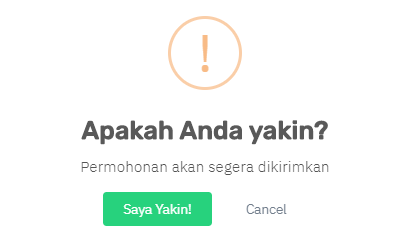 Apakah Anda yakin?
Permohonan akan segera dikirimkan
Saya Yakin! Cancel